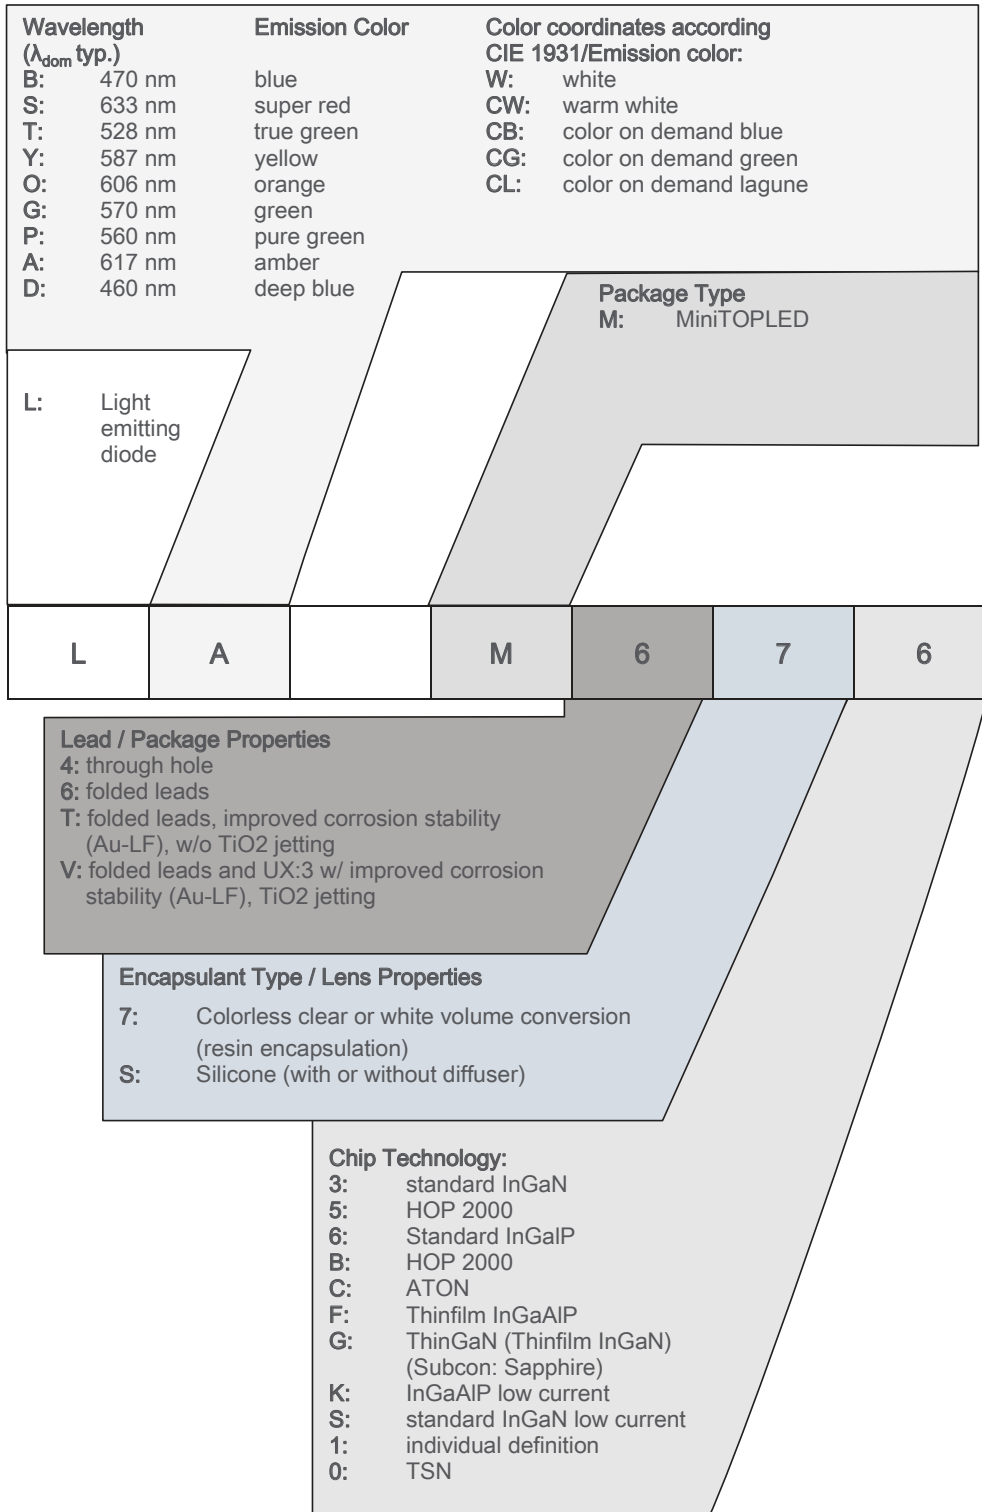 Wavelength Emission Color Color coordinates according
(λdom typ.) CIE 1931/Emission color:
B: 470 nm blue W: white
S: 633 nm super red CW: warm white
T: 528 nm true green CB: color on demand blue
Y: 587 nm yellow CG: color on demand green
O: 606 nm orange CL: color on demand lagune
G: 570 nm green
P: 560 nm pure green
A: 617 nm amber
D: 460 nm deep blue
Package Type
M: MiniTOPLED
L: Light
emitting
diode
L A M 6 7 6
Lead / Package Properties
4: through hole
6: folded leads
T: folded leads, improved corrosion stability
(Au-LF), w/o TiO2 jetting
V: folded leads and UX:3 w/ improved corrosion
stability (Au-LF), TiO2 jetting
Encapsulant Type / Lens Properties
7: Colorless clear or white volume conversion
(resin encapsulation)
S: Silicone (with or without diffuser)
Chip Technology:
3: standard InGaN
5: HOP 2000
6: Standard InGalP
B: HOP 2000
C: ATON
F: Thinfilm InGaAlP
G: ThinGaN (Thinfilm InGaN)
(Subcon: Sapphire)
K: InGaAlP low current
S: standard InGaN low current
1: individual definition
0: TSN